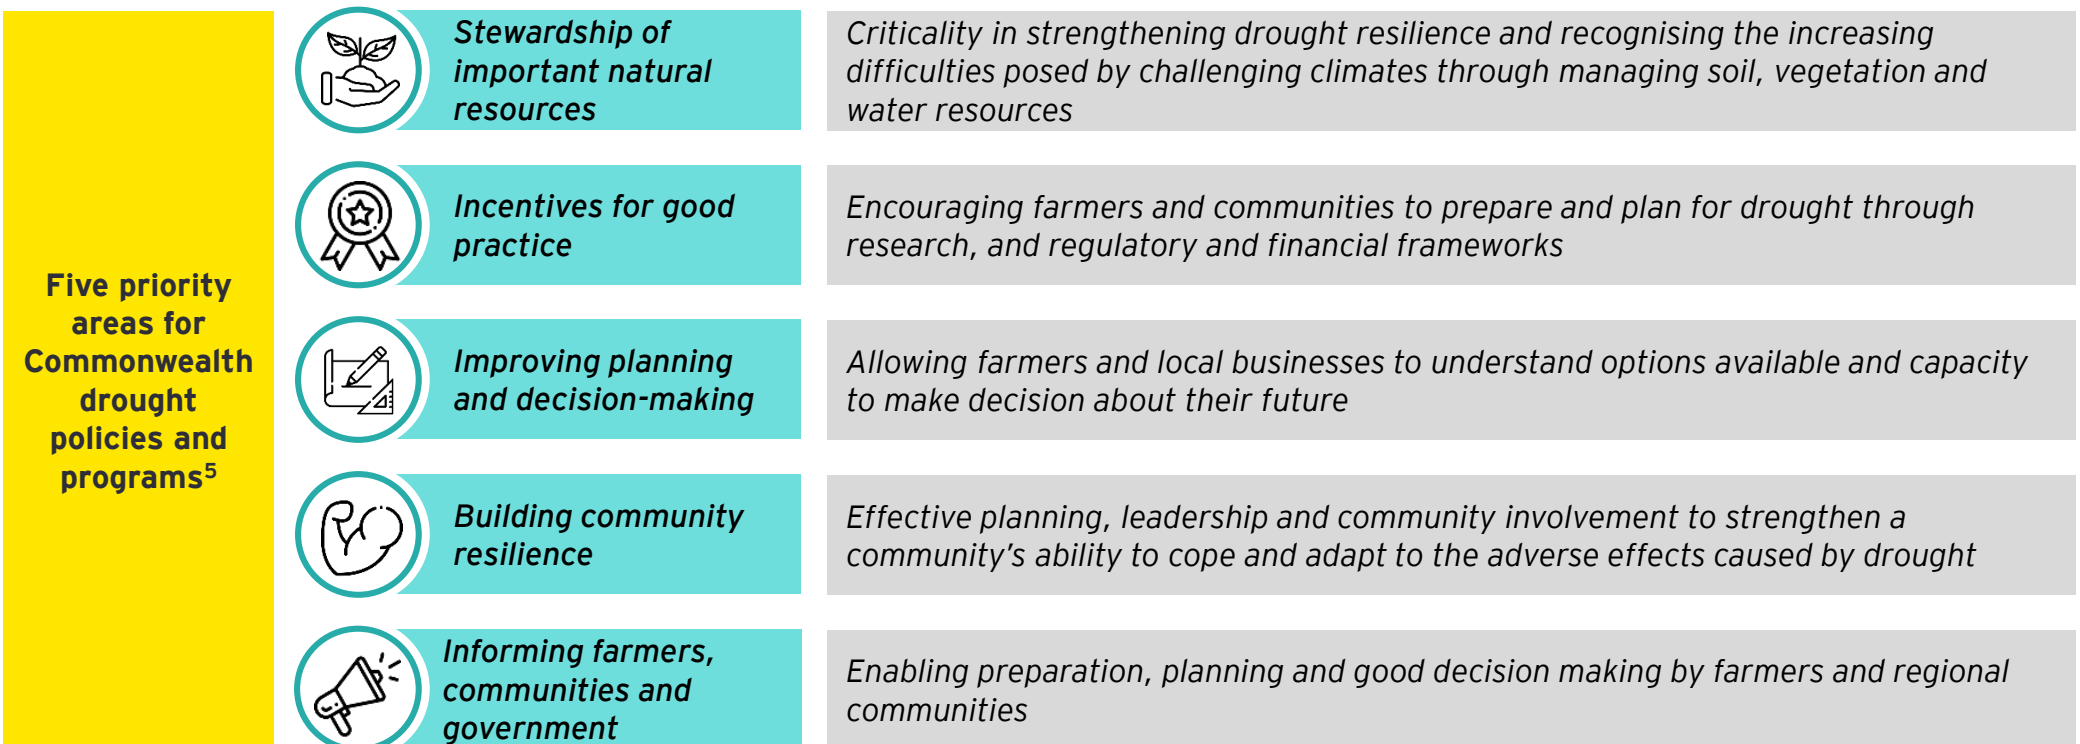 Five priority
areas for
Commonwealth
drought
policies and
programs⁵
Stewardship of
important natural
resources
Criticality in strengthening drought resilience and recognising the increasing
difficulties posed by challenging climates through managing soil, vegetation and
water resources
Incentives for good
practice
Encouraging farmers and communities to prepare and plan for drought through
research, and regulatory and financial frameworks
Improving planning
and decision-making
Allowing farmers and local businesses to understand options available and capacity
to make decision about their future
Building community
resilience
Effective planning, leadership and community involvement to strengthen a
community’s ability to cope and adapt to the adverse effects caused by drought
Informing farmers,
communities and
government
Enabling preparation, planning and good decision making by farmers and regional
communities